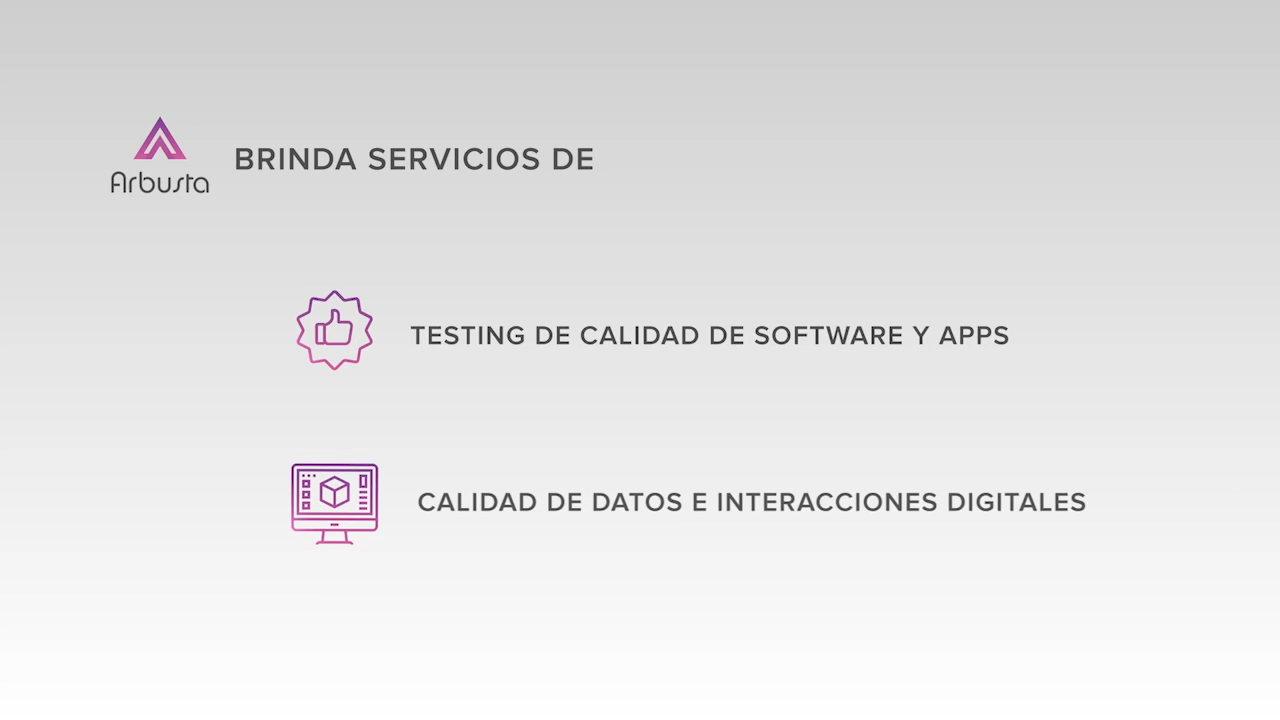 Arbusta
BRINDA SERVICIOS DE
TESTING DE CALIDAD DE SOFTWARE Y APPS
CALIDAD DE DATOS E INTERACCIONES DIGITALES